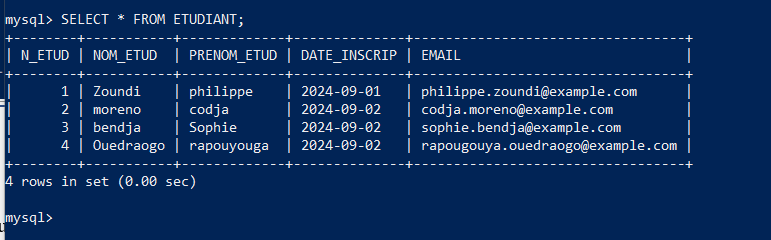 mysql> SELECT * FROM ETUDIANT;
+--------+-----------+-------------+--------------+--------------------------------+
| N_ETUD | NOM_ETUD | PRENOM_ETUD | DATE_INSCRIP | EMAIL |
+--------+-----------+-------------+--------------+--------------------------------+
| 1 | Zoundi | philippe | 2024-09-01 | philippe.zoundi@example.com |
| 2 | moreno | codja | 2024-09-02 | codja.moreno@example.com |
| 3 | bendja | Sophie | 2024-09-02 | sophie.bendja@example.com |
| 4 | Ouedraogo | rapouyouga | 2024-09-02 | rapougouya.ouedraogo@example.com |
+--------+-----------+-------------+--------------+--------------------------------+
4 rows in set (0.00 sec)
mysql>